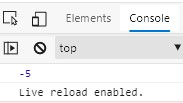 Elements Console
top
-5
Live reload enabled.